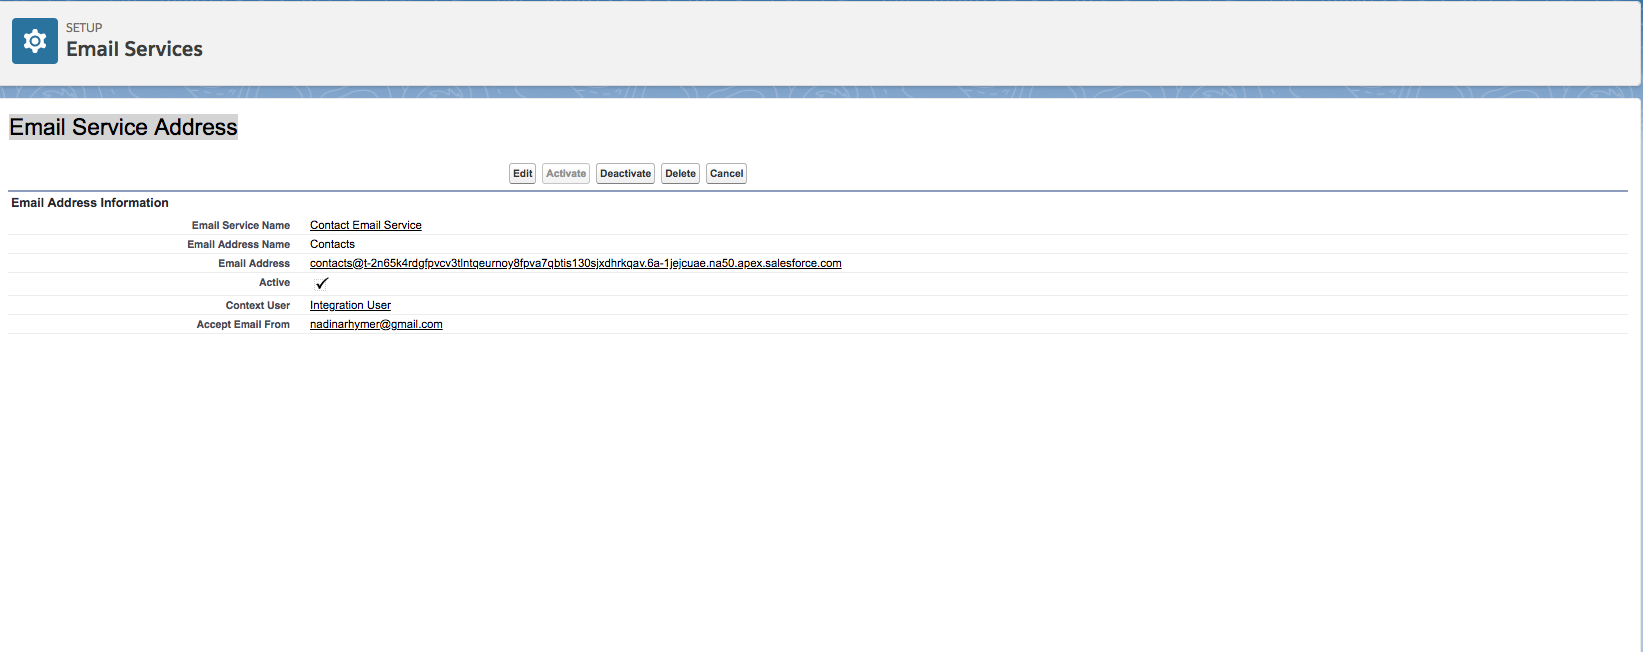 SETUP
Email Services
Email Service Address
Edit Activate Deactivate Delete Cancel
Email Address Information
Email Service Name Contact Email Service
Email Address Name Contacts
Email Address contacts@t-2n65k4rdgfpvcv3tlntqeurnoy8fpva7qbtis130sjxdhrkqav.6a-1jejcuae.na50.apex.salesforce.com
Active
Context User Integration User
Accept Email From nadinarhymer@gmail.com